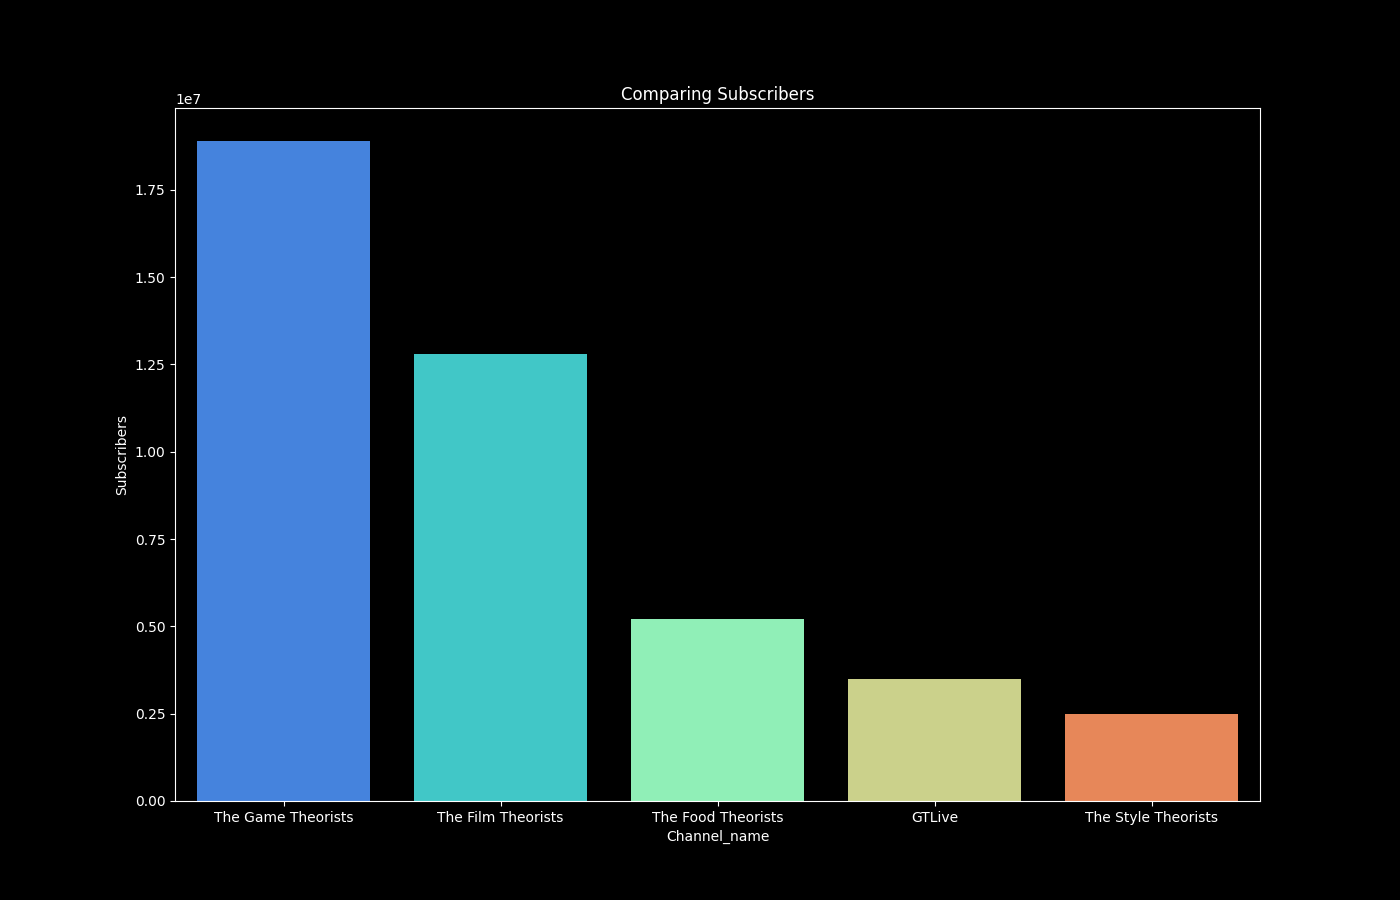 Comparing Subscribers
1e7
1.75
1.50
1.25
1.00
0.75
0.50
0.25
0.00
Subscribers
The Game Theorists The Film Theorists The Food Theorists GTLive The Style Theorists
Channel_name